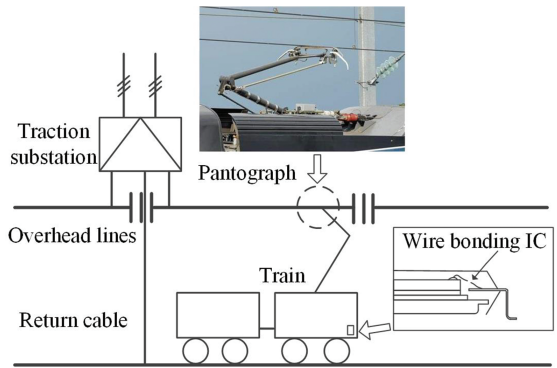 Traction
substation
Pantograph
Overhead lines
Wire bonding IC
Train
Return cable